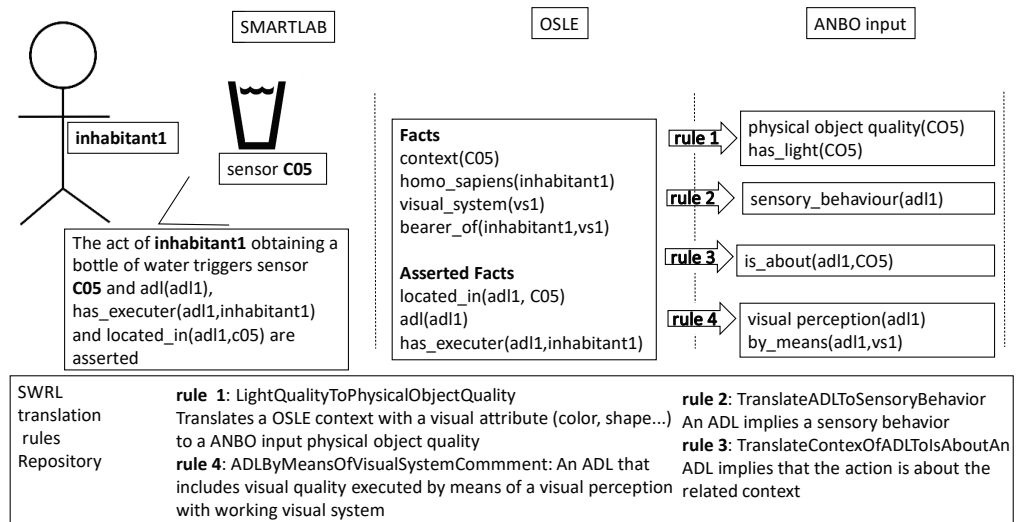 SMARTLAB
OSLE
ANBO input
inhabitant1
sensor C05
The act of inhabitant1 obtaining a
bottle of water triggers sensor
C05 and adl(adl1),
has_executer(adl1,inhabitant1)
and located_in(adl1,c05) are
asserted
Facts
context(C05)
homo_sapiens(inhabitant1)
visual_system(vs1)
bearer_of(inhabitant1,vs1)
Asserted Facts
located_in(adl1, C05)
adl(adl1)
has_executer(adl1,inhabitant1)
rule 1
physical object quality(CO5)
has_light(CO5)
rule 2
sensory_behaviour(adl1)
rule 3
is_about(adl1,CO5)
rule 4
visual perception(adl1)
by_means(adl1,vs1)
SWRL
translation
rules
Repository
rule 1: LightQualityToPhysicalObjectQuality
Translates a OSLE context with a visual attribute (color, shape...)
to a ANBO input physical object quality
rule 4: ADLByMeansOfVisualSystemCommment: An ADL that
includes visual quality executed by means of a visual perception
with working visual system
rule 2: TranslateADLToSensoryBehavior
An ADL implies a sensory behavior
rule 3: TranslateContexOfADLToIsAboutAn
ADL implies that the action is about the
related context